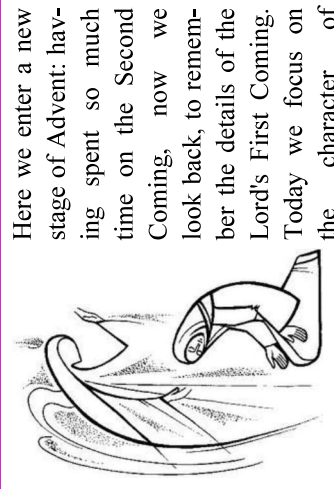 Here we enter a new
stage of Advent: hav-
ing spent so much
time on the Second
Coming, now we
look back, to remem-
ber the details of the
Lord's First Coming.
Today we focus on
the character of